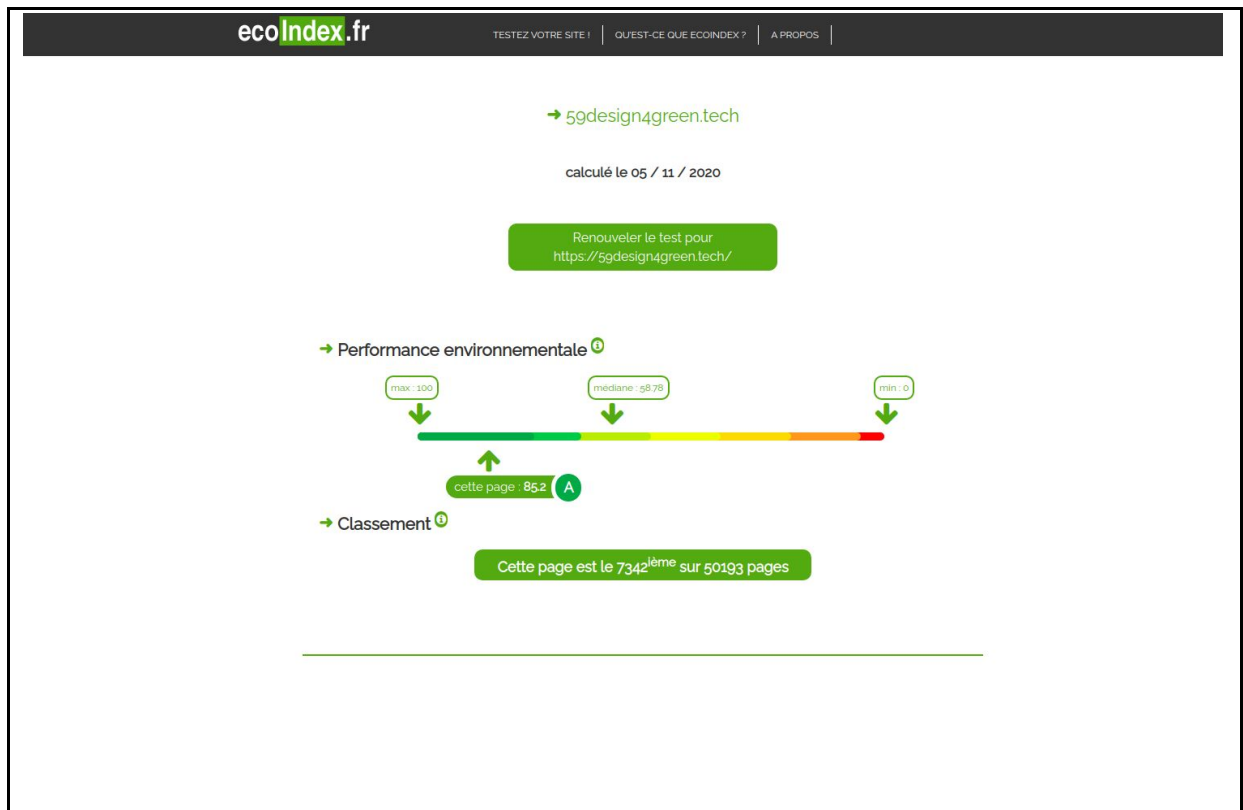 ecoIndex.fr
TESTEZ VOTRE SITE !
QU'EST-CE QUE ECOINDEX ?
A PROPOS
➔ 59design4green.tech
calculé le 05 / 11 / 2020
Renouveler le test pour
https://59design4green.tech/
➔ Performance environnementale
max : 100
médiane : 58.78
min : 0
cette page : 85.2 A
➔ Classement
Cette page est le 7342ième sur 50193 pages